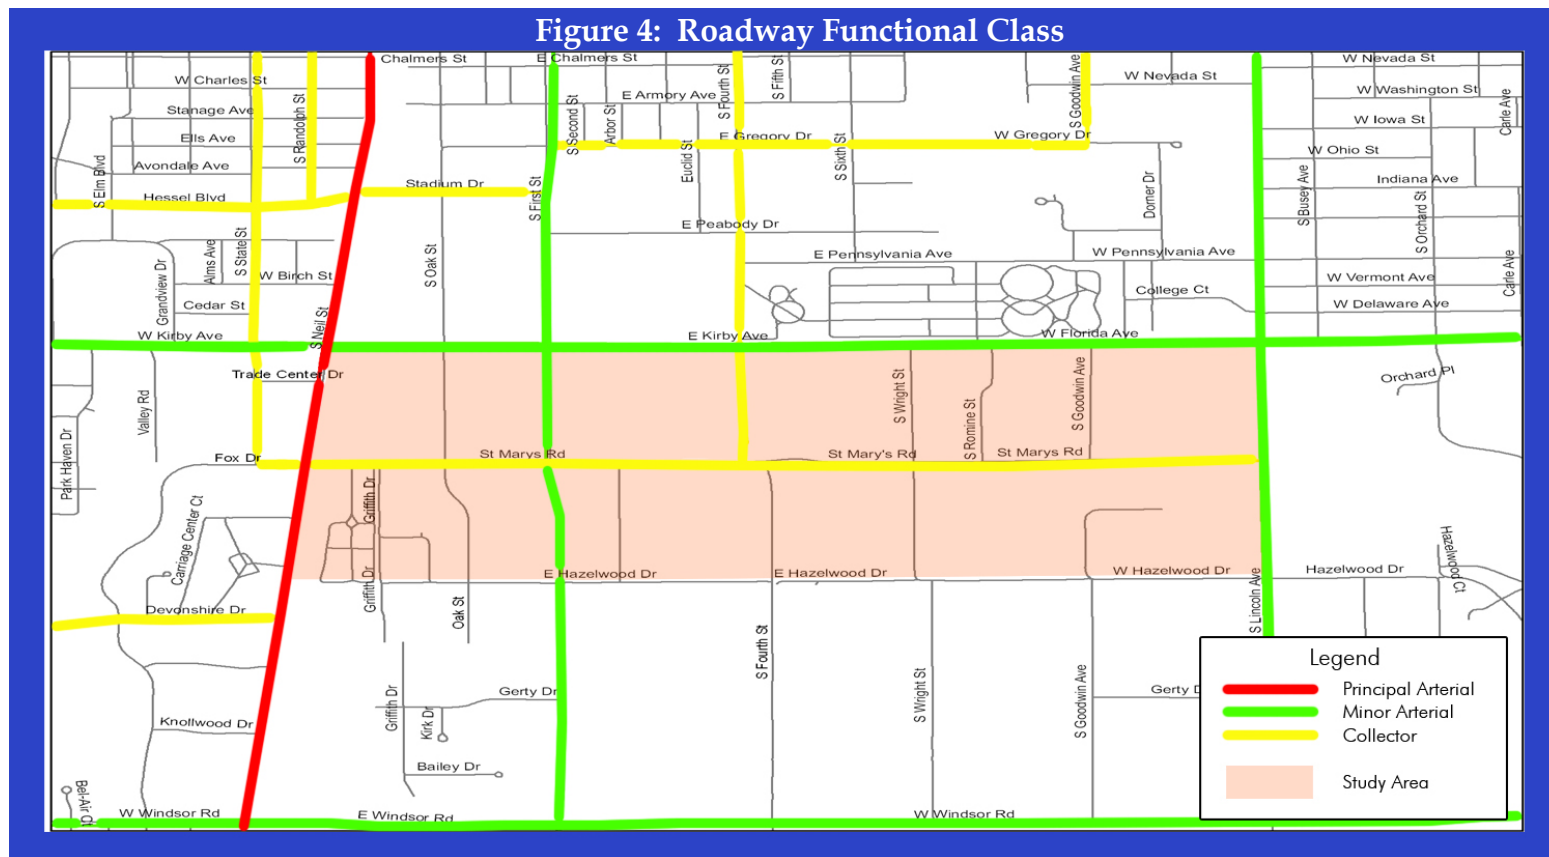 Figure 4:  Roadway Functional Class
Chalmers St
E Chalmers St
W Nevada St
W Nevada St
W Charles St
S Randolph St
Stanage Ave
Ells Ave
Avondale Ave
S Elm Blvd
Hessel Blvd
Stadium Dr
S First St
S Second St
Arbor St
E Armory Ave
S Fourth St
S Fifth St
S Goodwin Ave
W Washington St
Carle Ave
W Iowa St
E Gregory Dr
W Gregory Dr
S Sixth St
Euclid St
W Ohio St
Indiana Ave
S Busey Ave
S Orchard St
Dorner Dr
E Peabody Dr
E Pennsylvania Ave
W Pennsylvania Ave
Grandview Dr
Alms Ave
S State St
W Birch St
S Oak St
Cedar St
College Ct
W Vermont Ave
W Delaware Ave
Carle Ave
W Kirby Ave
S Neil St
E Kirby Ave
W Florida Ave
Trade Center Dr
Valley Rd
S Wright St
S Romine St
S Goodwin Ave
Orchard Pl
Park Haven Dr
Fox Dr
St Marys Rd
St Mary's Rd
St Marys Rd
Griffith Dr
Carriage Center Ct
Hazelwood Ct
E Hazelwood Dr
E Hazelwood Dr
W Hazelwood Dr
Hazelwood Dr
Griffith Dr
Oak St
S Lincoln Ave
Devonshire Dr
S Fourth St
S Wright St
S Goodwin Ave
Gerty Dr
Gerty D
Griffith Dr
Kirk Dr
Knollwood Dr
Bailey Dr
Bel-Air Ct
W Windsor Rd
E Windsor Rd
W Windsor Rd
Legend
Principal Arterial
Minor Arterial
Collector
Study Area